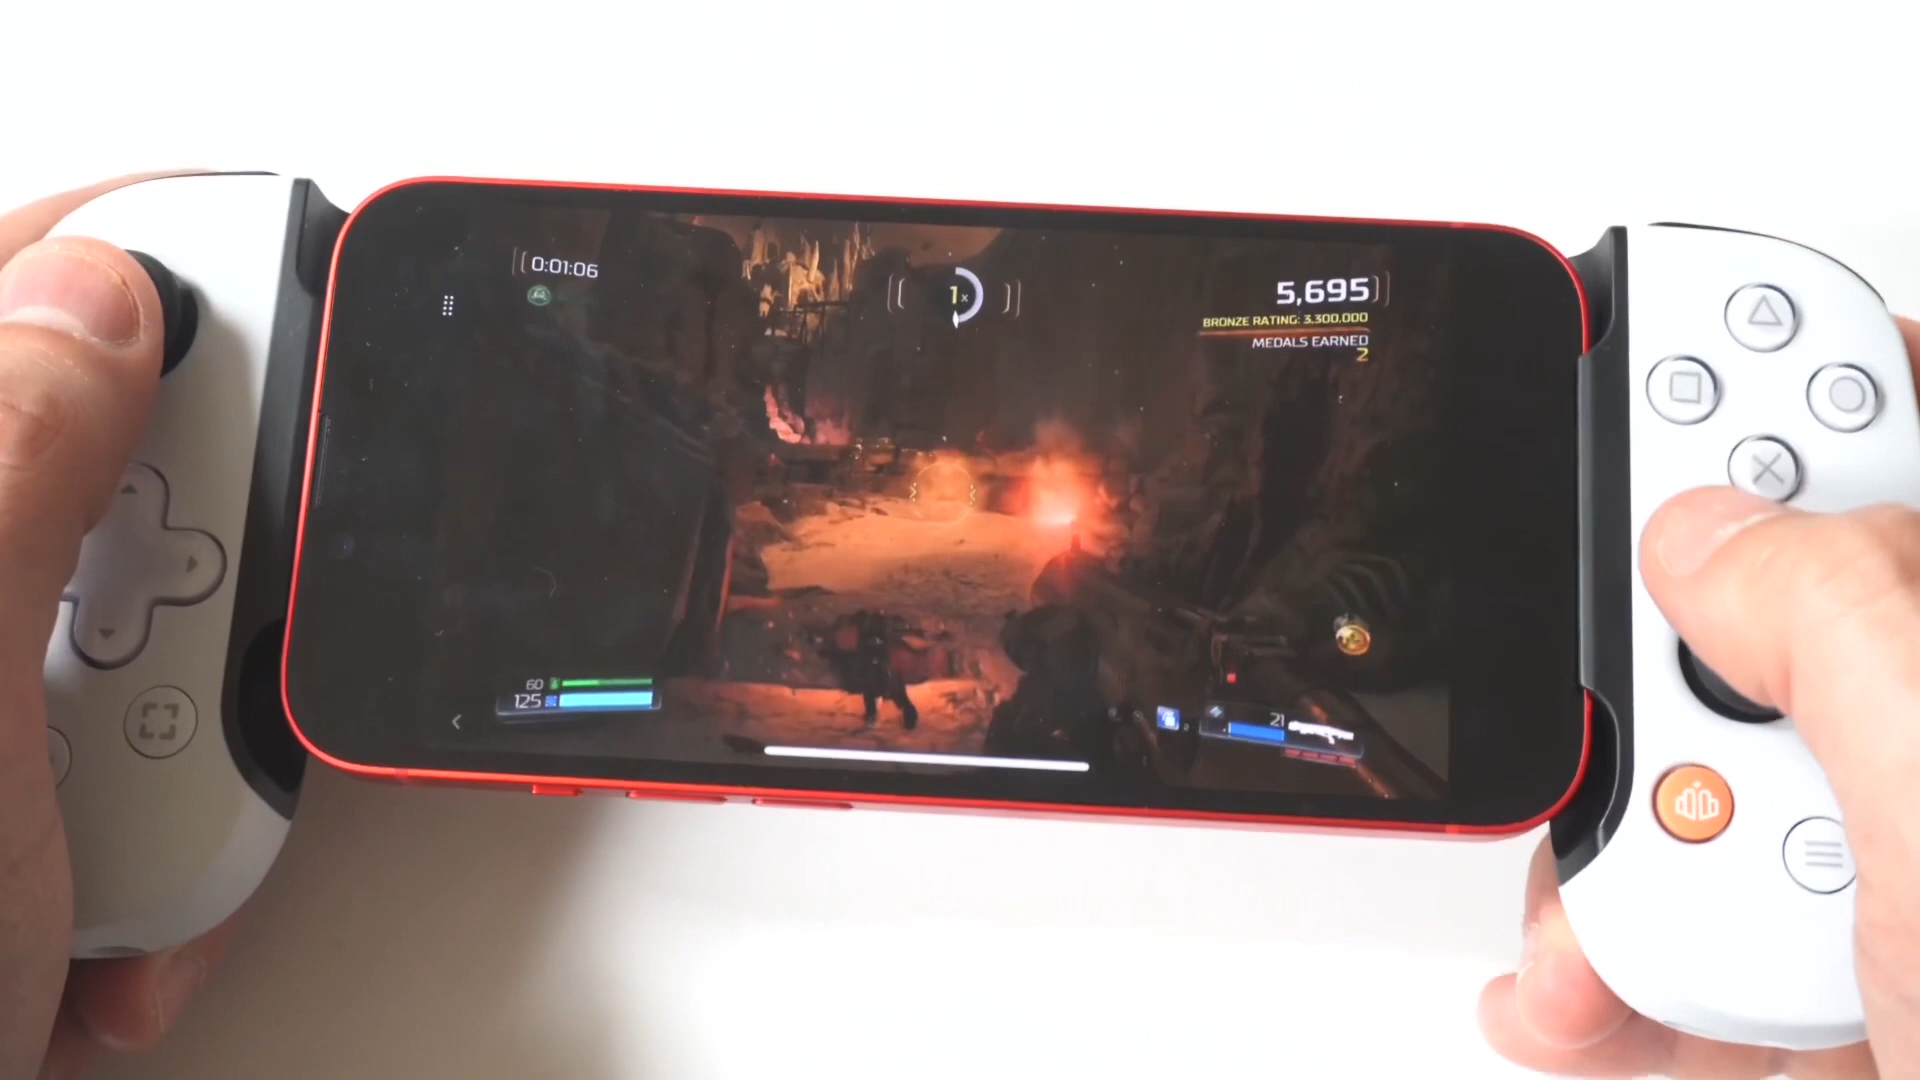 0:01:06
1x
5,695
BRONZE RATING: 3,300,000
MEDALS EARNED
2
60
125
21